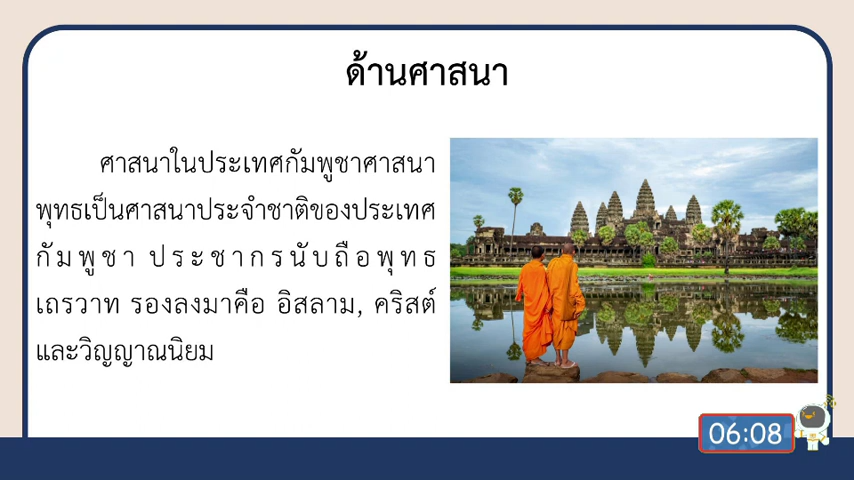 ด้านศาสนา
ศาสนาในประเทศกัมพูชาศาสนา
พุทธเป็นศาสนาประจำชาติของประเทศ
กัมพูชา ประชากรนับถือพุทธ
เถรวาท รองลงมาคือ อิสลาม, คริสต์
และวิญญาณนิยม
06:08